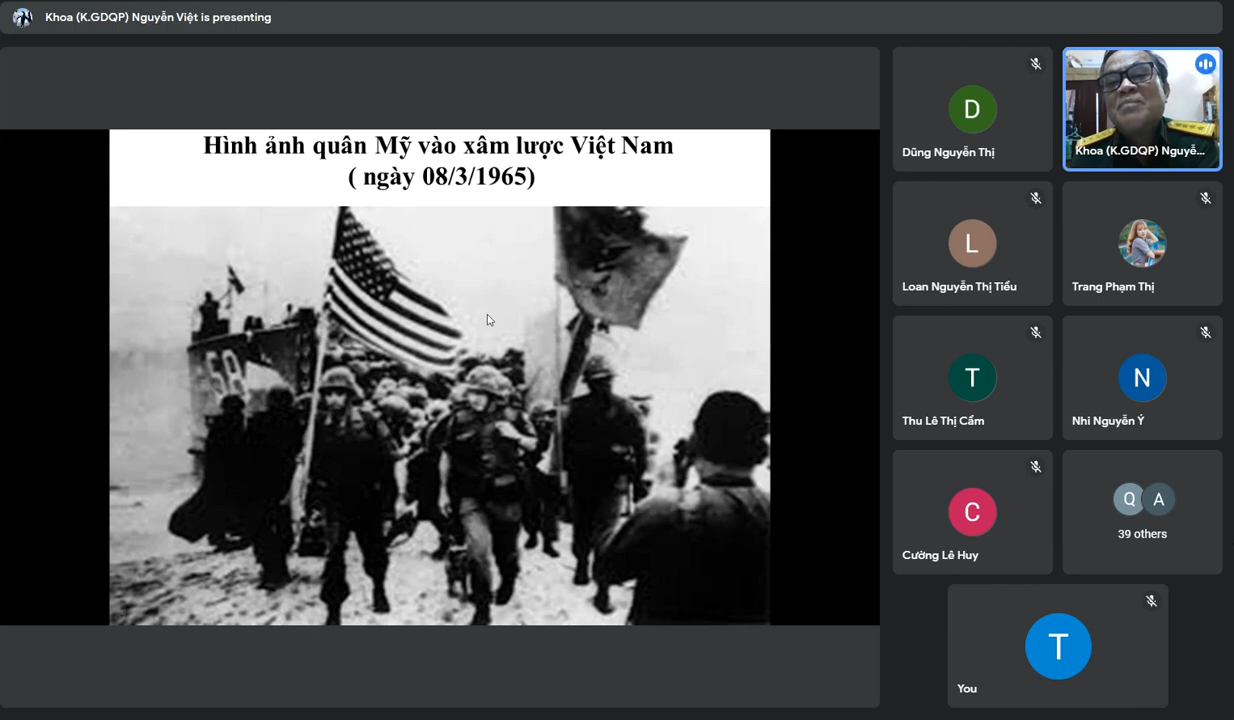 Khoa (K.GDQP) Nguyễn Việt is presenting
Hình ảnh quân Mỹ vào xâm lược Việt Nam
( ngày 08/3/1965)
58
D
Dũng Nguyễn Thị
Khoa (K.GDQP) Nguyễ...
L
Loan Nguyễn Thị Tiểu
Trang Phạm Thị
T
Thu Lê Thị Cẩm
N
Nhi Nguyễn Ý
C
Cường Lê Huy
Q A
39 others
T
You